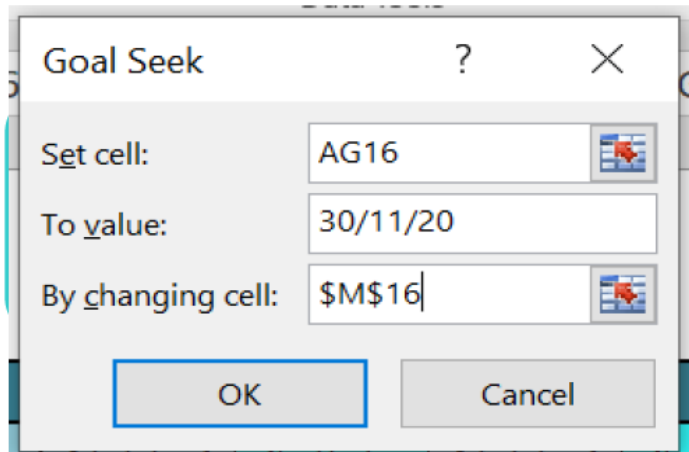 Goal Seek ?
Set cell: AG16
To value: 30/11/20
By changing cell: $M$16
OK Cancel